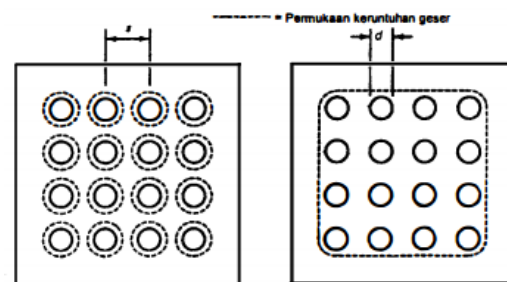 = Permukaan keruntuhan geser
s
d